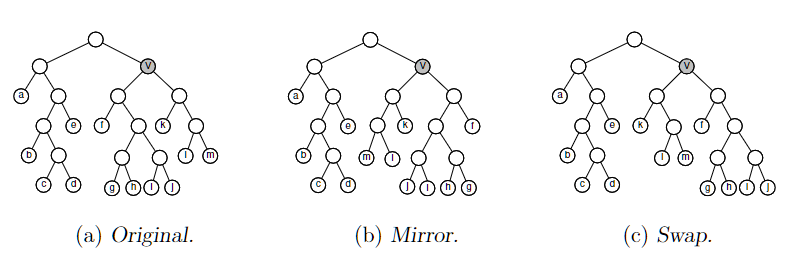 V V V
a a a
e f k e k f e k f
b l m b m l b l m
c d g h i j c d j i h g c d g h i j
(a) Original. (b) Mirror. (c) Swap.